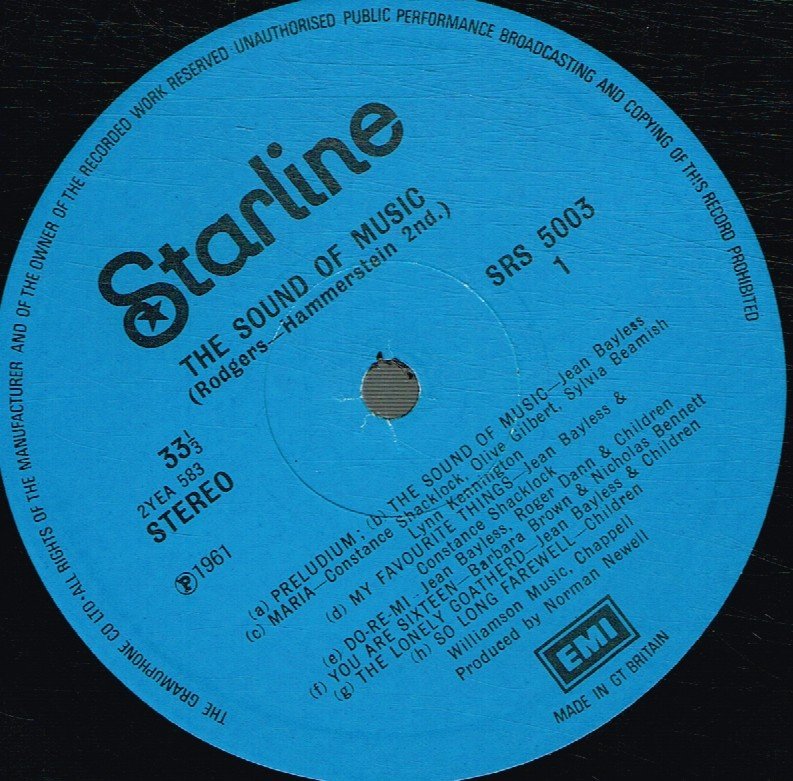 THE GRAMOPHONE CO LTD • ALL RIGHTS OF THE MANUFACTURER AND OF THE OWNER OF THE RECORDED WORK RESERVED • UNAUTHORISED PUBLIC PERFORMANCE BROADCASTING AND COPYING OF THIS RECORD PROHIBITED
Starline
THE SOUND OF MUSIC
(Rodgers—Hammerstein 2nd.)
SRS 5003
1
33⅓
2YEA 583
STEREO
℗1961
(a) PRELUDIUM; (b) THE SOUND OF MUSIC—Jean Bayless
(c) MARIA—Constance Shacklock, Olive Gilbert, Sylvia Beamish
Lynn Kennington
(d) MY FAVOURITE THINGS—Jean Bayless &
Constance Shacklock
(e) DO-RE-MI—Jean Bayless, Roger Dann & Children
(f) YOU ARE SIXTEEN—Barbara Brown & Nicholas Bennett
(g) THE LONELY GOATHERD—Jean Bayless & Children
(h) SO LONG FAREWELL—Children
Williamson Music, Chappell
Produced by Norman Newell
EMI
MADE IN GT BRITAIN